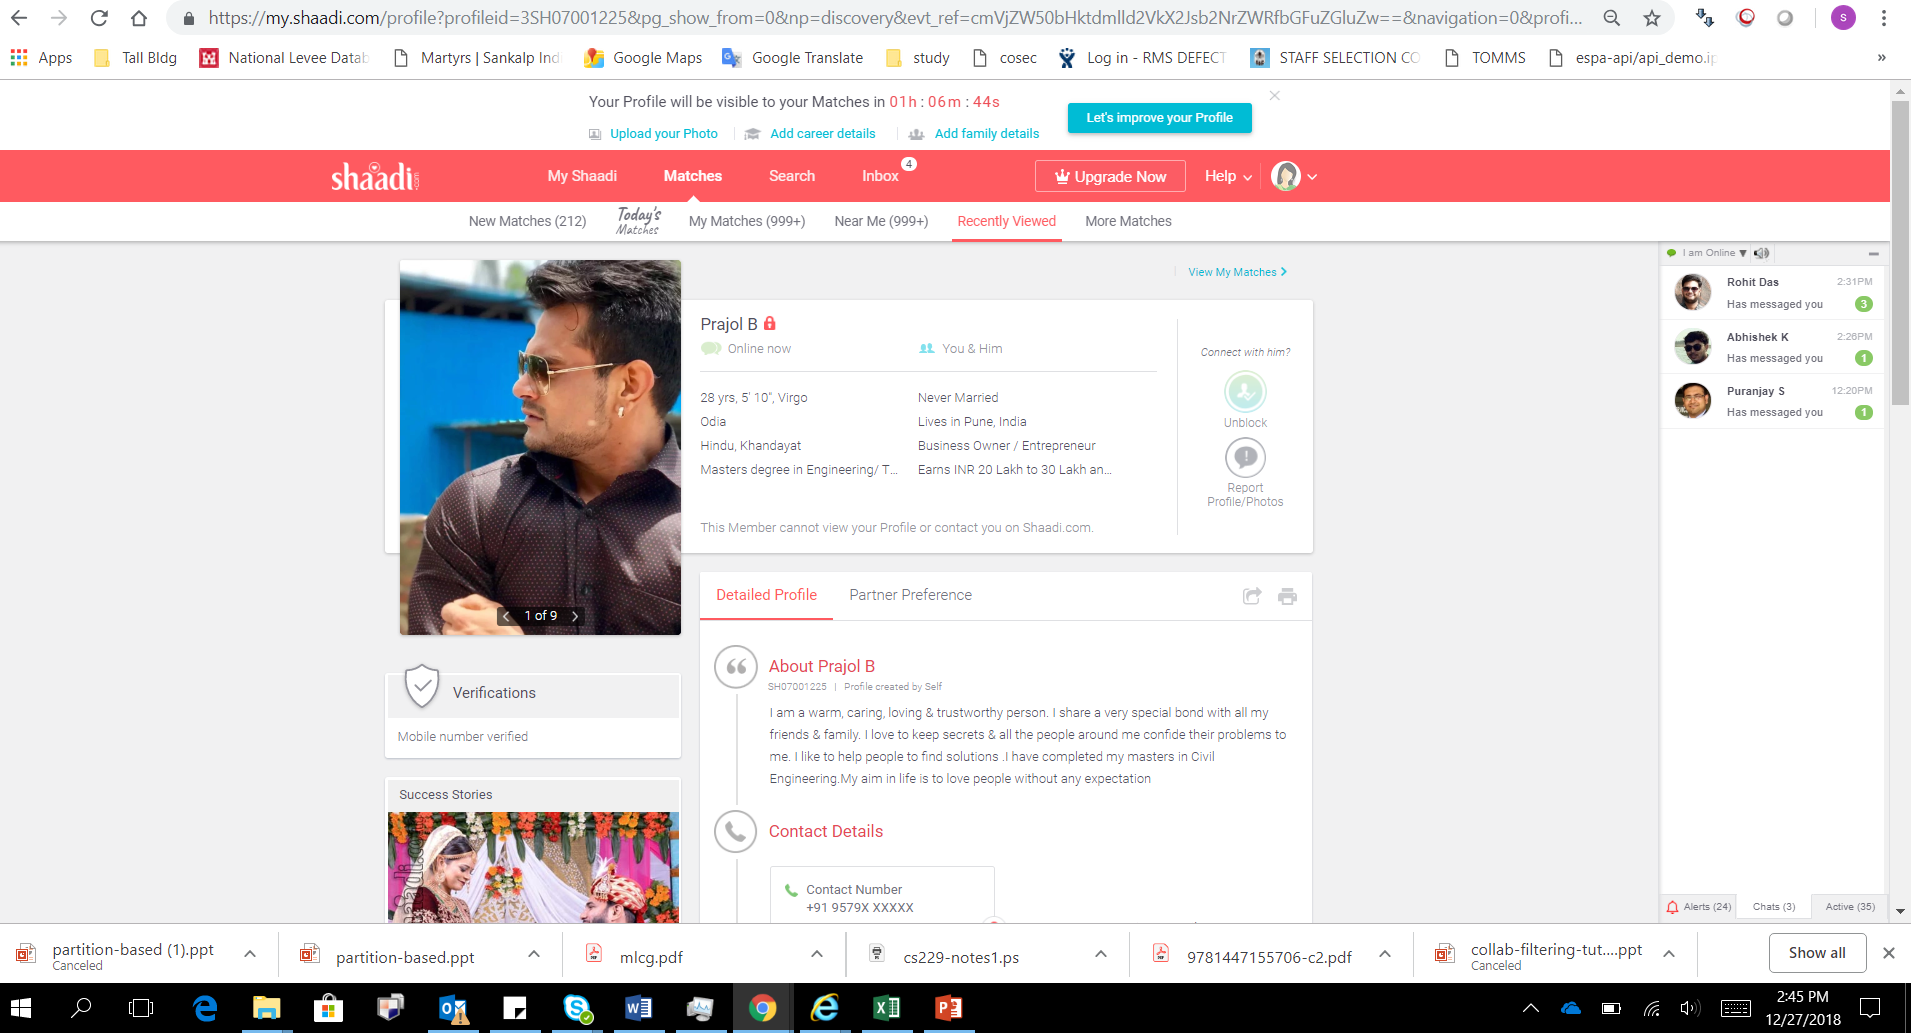 https://my.shaadi.com/profile?profileid=3SH07001225&pg_show_from=0&np=discovery&evt_ref=cmVjZW50bHktdmlld2VkX2Jsb2NrZWRfbGFuZGluZw==&navigation=0&profi...
S
Apps
Tall Bldg
National Levee Datab
Martyrs | Sankalp Ind
Google Maps
Google Translate
study
cosec
Log in - RMS DEFECT
STAFF SELECTION CO
TOMMS
espa-api/api_demo.ip
»
Your Profile will be visible to your Matches in 01h : 06m : 44s
Upload your Photo
Add career details
Add family details
Let's improve your Profile
shaadi.com
My Shaadi
Matches
Search
Inbox
4
Upgrade Now
Help
New Matches (212)
Today's Matches
My Matches (999+)
Near Me (999+)
Recently Viewed
More Matches
View My Matches
Prajol B
Online now
You & Him
28 yrs, 5' 10", Virgo
Never Married
Odia
Lives in Pune, India
Hindu, Khandayat
Business Owner / Entrepreneur
Masters degree in Engineering/ T...
Earns INR 20 Lakh to 30 Lakh an...
This Member cannot view your Profile or contact you on Shaadi.com.
Connect with him?
Unblock
Report
Profile/Photos
1 of 9
Detailed Profile
Partner Preference
About Prajol B
SH07001225 | Profile created by Self
I am a warm, caring, loving & trustworthy person. I share a very special bond with all my
friends & family. I love to keep secrets & all the people around me confide their problems to
me. I like to help people to find solutions .I have completed my masters in Civil
Engineering.My aim in life is to love people without any expectation
Contact Details
Contact Number
+91 9579X XXXXX
Verifications
Mobile number verified
Success Stories
I am Online
Rohit Das
2:31PM
Has messaged you
3
Abhishek K
2:26PM
Has messaged you
1
Puranjay S
12:20PM
Has messaged you
1
Alerts (24)
Chats (3)
Active (35)
partition-based (1).ppt
Canceled
partition-based.ppt
mlcg.pdf
cs229-notes1.ps
9781447155706-c2.pdf
collab-filtering-tut....ppt
Canceled
Show all
2:45 PM
12/27/2018